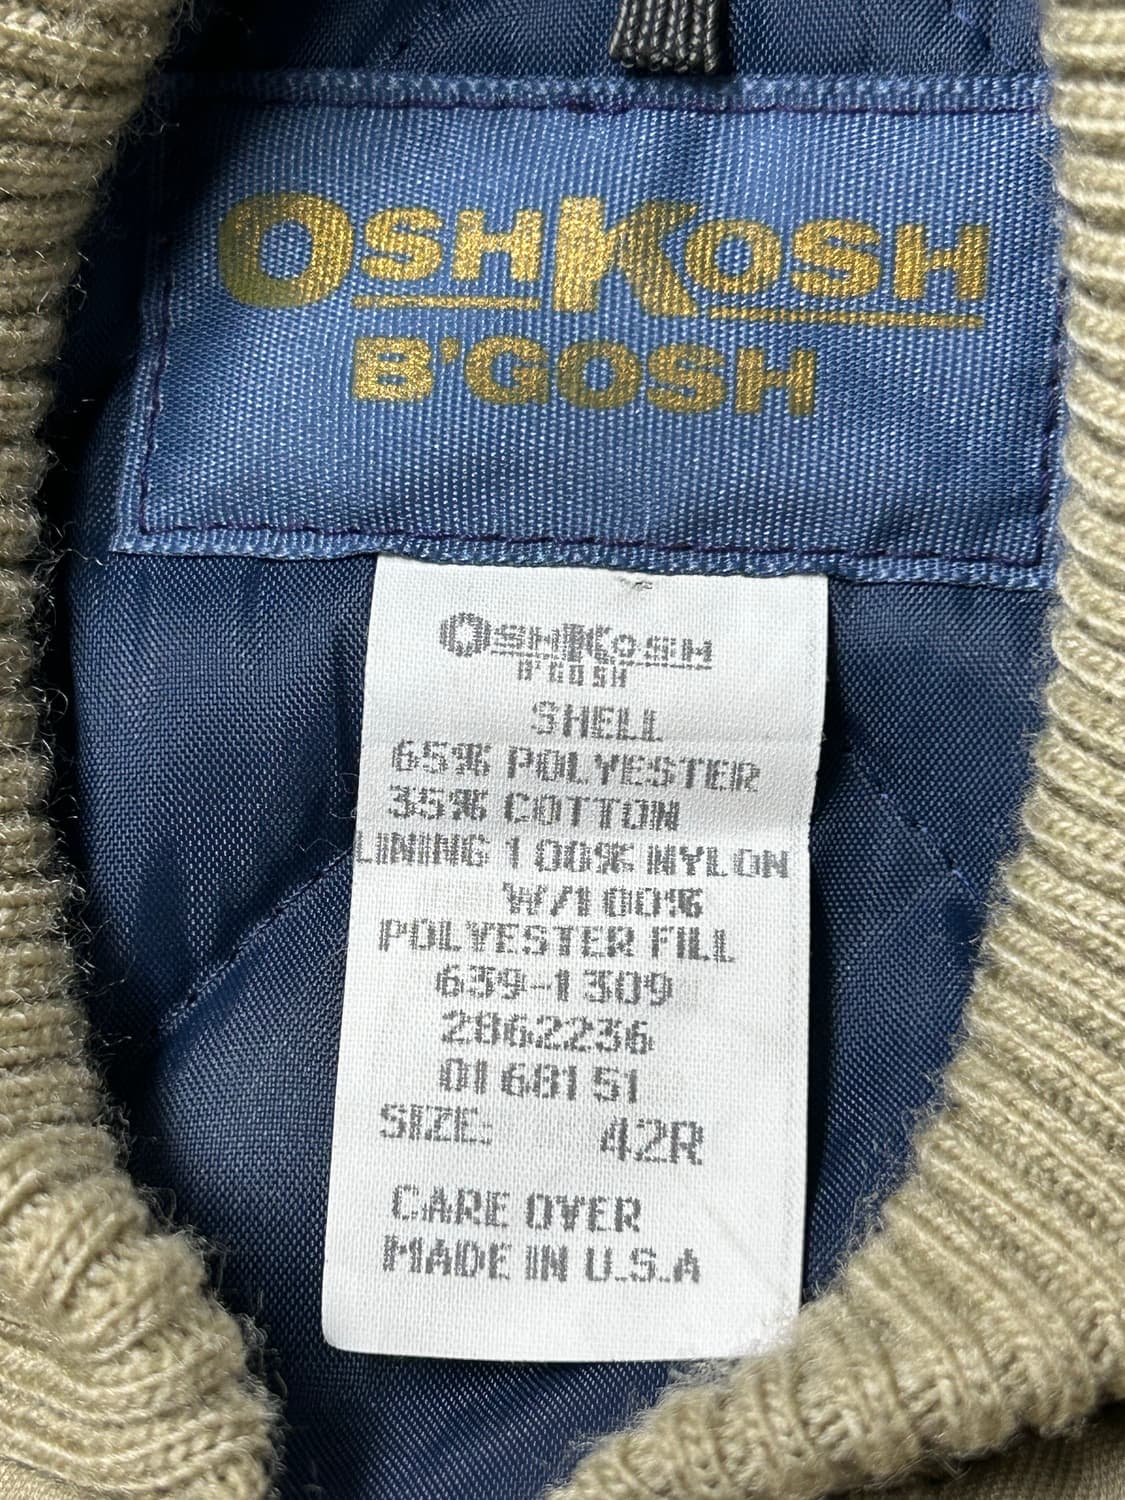 OSHKOSH
B'GOSH
OSHKOSH
B'GOSH
SHELL
65% POLYESTER
35% COTTON
LINING 100% NYLON
W/100%
POLYESTER FILL
639-1309
2862236
0168151
SIZE: 42R
CARE OVER
MADE IN U.S.A